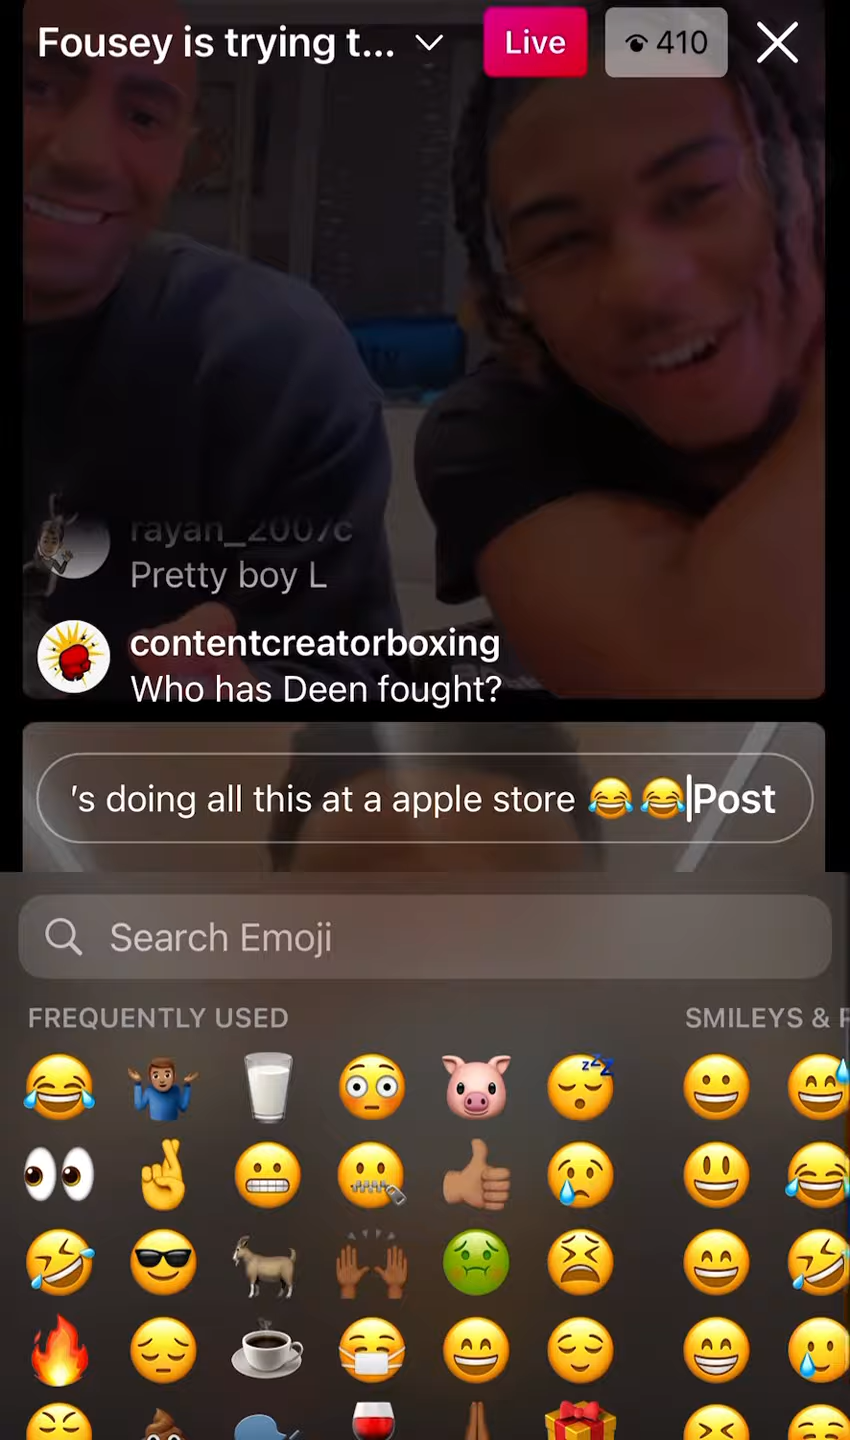 Fousey is trying t...
Live
410
rayan_2007c
Pretty boy L
contentcreatorboxing
Who has Deen fought?
's doing all this at a apple store 😂 😂
Post
Search Emoji
FREQUENTLY USED
SMILEYS & P